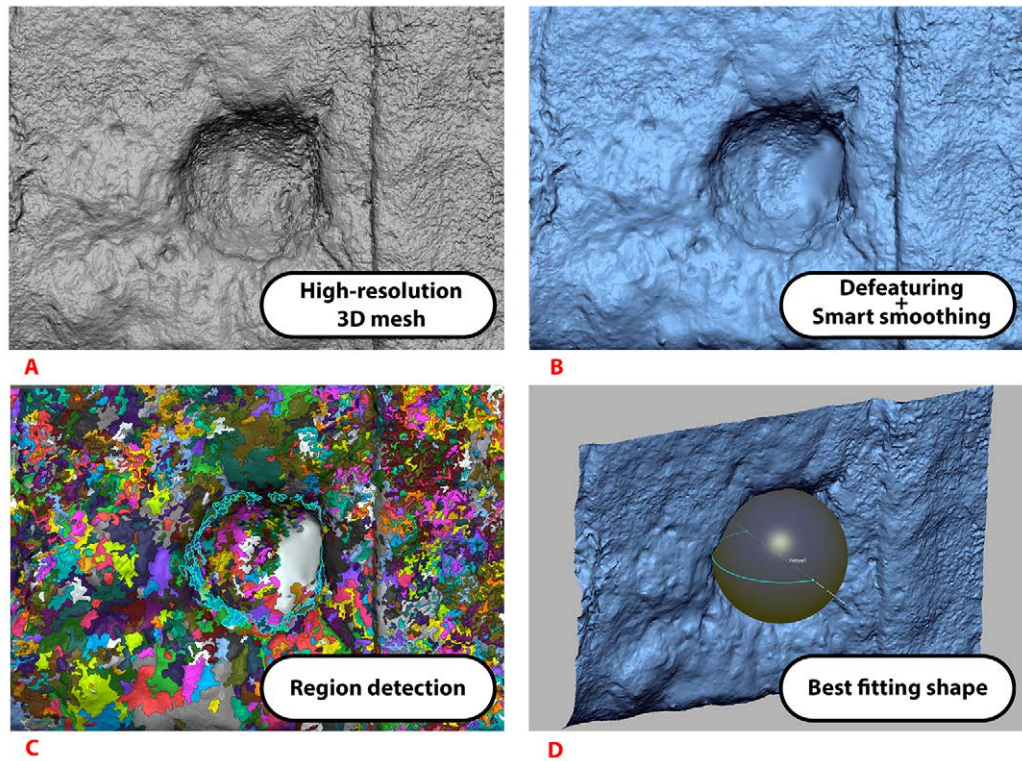 High-resolution
3D mesh
A
Defeaturing
+
Smart smoothing
B
Region detection
C
Best fitting shape
D